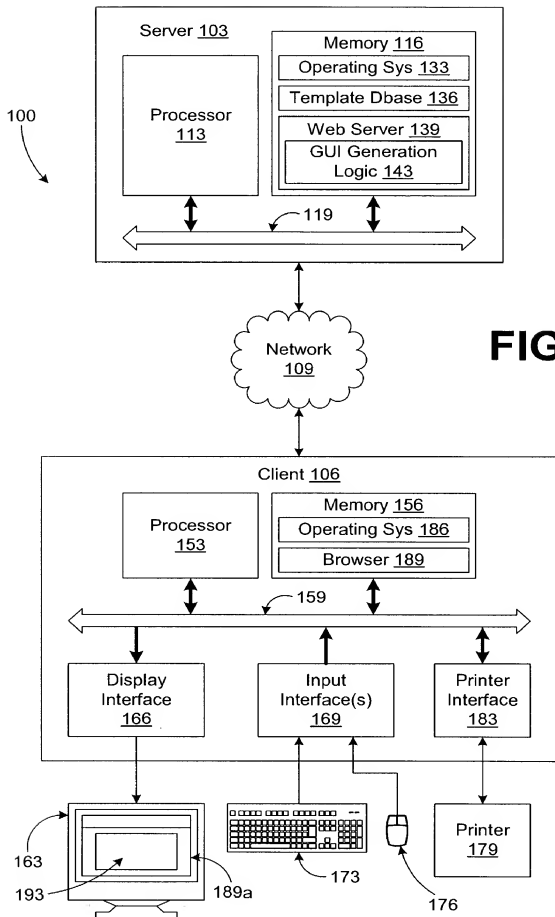 Server 103
Memory 116
Operating Sys 133
Template Dbase 136
Web Server 139
GUI Generation
Logic 143
Processor
113
100
119
Network
109
FIG
Client 106
Processor
153
Memory 156
Operating Sys 186
Browser 189
159
Display
Interface
166
Input
Interface(s)
169
Printer
Interface
183
163
193
189a
173
176
Printer
179